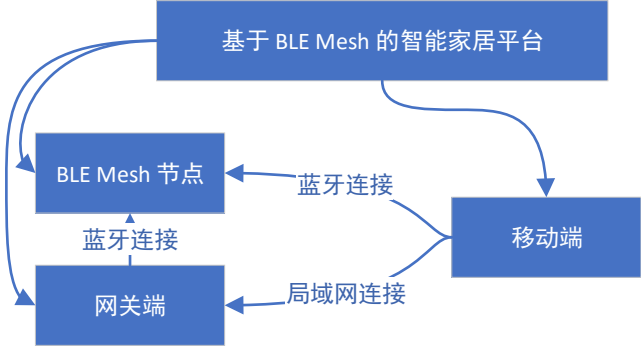 基于 BLE Mesh 的智能家居平台
BLE Mesh 节点
蓝牙连接
移动端
蓝牙连接
网关端
局域网连接